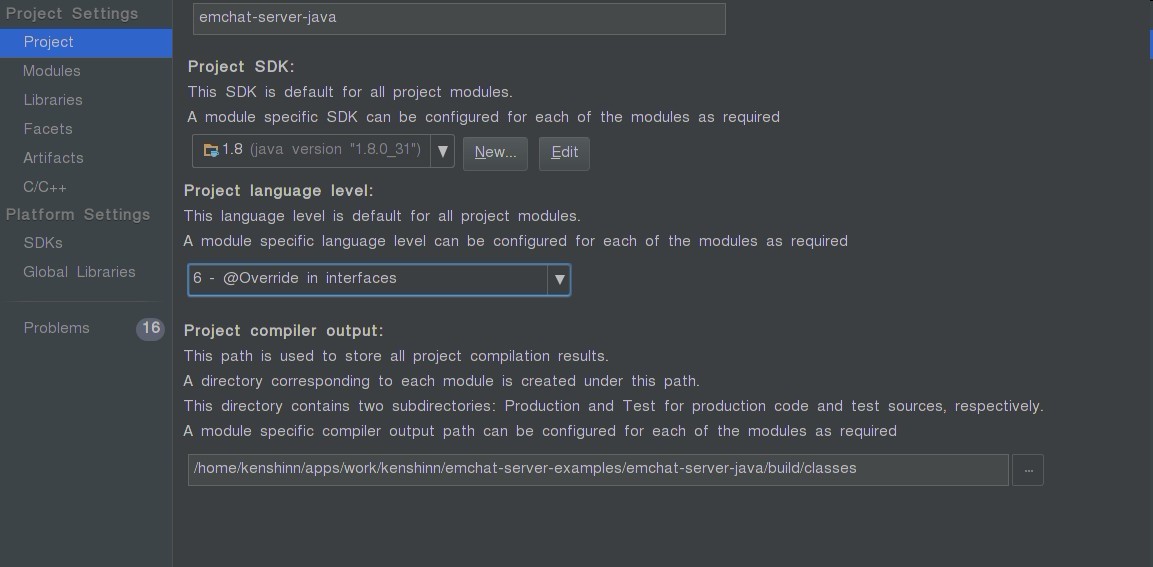 Project Settings
Project
Modules
Libraries
Facets
Artifacts
C/C++
Platform Settings
SDKs
Global Libraries
Problems 16
emchat-server-java
Project SDK:
This SDK is default for all project modules.
A module specific SDK can be configured for each of the modules as required
1.8 (java version "1.8.0_31") New... Edit
Project language level:
This language level is default for all project modules.
A module specific language level can be configured for each of the modules as required
6 - @Override in interfaces
Project compiler output:
This path is used to store all project compilation results.
A directory corresponding to each module is created under this path.
This directory contains two subdirectories: Production and Test for production code and test sources, respectively.
A module specific compiler output path can be configured for each of the modules as required
/home/kenshinn/apps/work/kenshinn/emchat-server-examples/emchat-server-java/build/classes ...